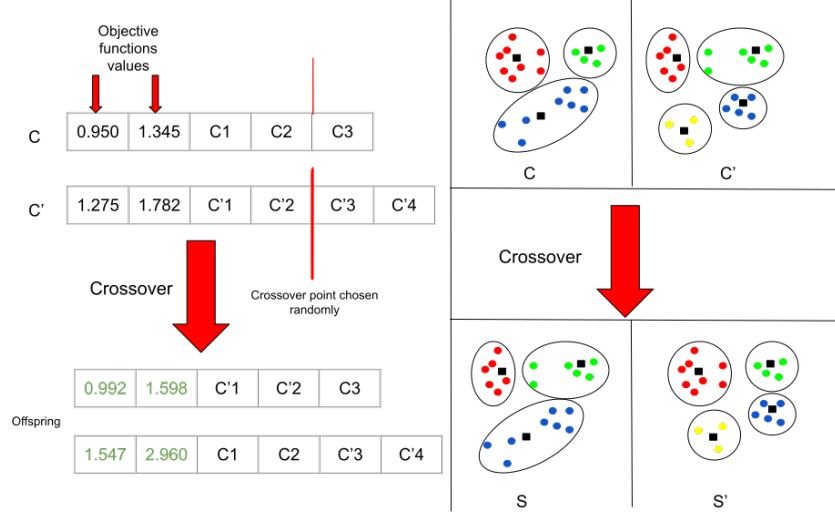 Objective
functions
values
C 0.950 1.345 C1 C2 C3
C' 1.275 1.782 C'1 C'2 C'3 C'4
Crossover
Crossover point chosen
randomly
0.992 1.598 C'1 C'2 C3
Offspring
1.547 2.960 C1 C2 C'3 C'4
C C'
Crossover
S S'